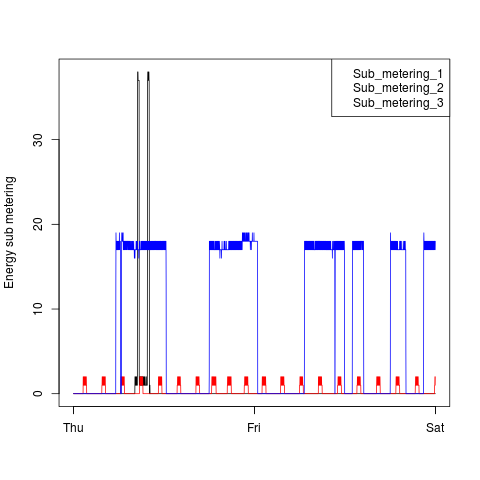 Sub_metering_1
Sub_metering_2
Sub_metering_3
Energy sub metering
30
20
10
0
Thu
Fri
Sat